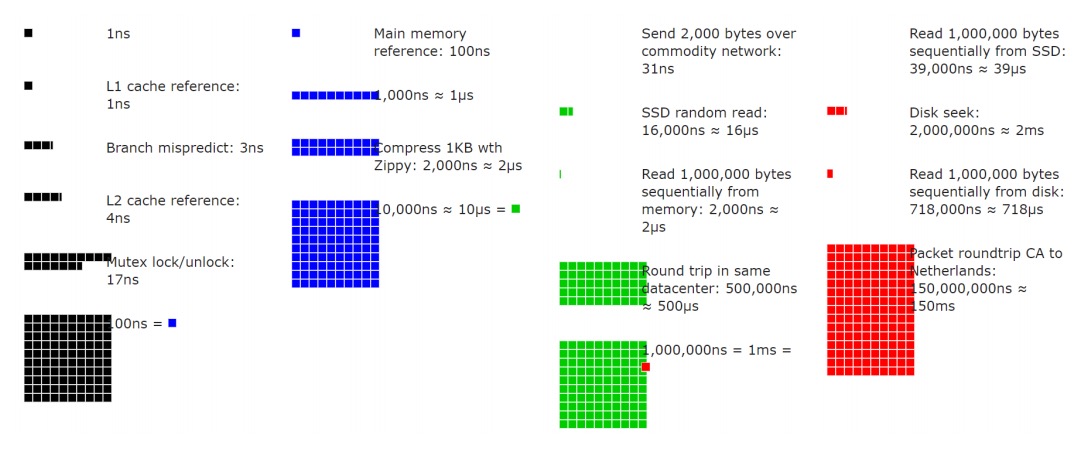 1ns
L1 cache reference:
1ns
Branch mispredict: 3ns
L2 cache reference:
4ns
Mutex lock/unlock:
17ns
100ns =
Main memory
reference: 100ns
1,000ns ≈ 1μs
Compress 1KB wth
Zippy: 2,000ns ≈ 2μs
10,000ns ≈ 10μs =
Send 2,000 bytes over
commodity network:
31ns
SSD random read:
16,000ns ≈ 16μs
Read 1,000,000 bytes
sequentially from
memory: 2,000ns ≈
2μs
Round trip in same
datacenter: 500,000ns
≈ 500μs
1,000,000ns = 1ms =
Read 1,000,000 bytes
sequentially from SSD:
39,000ns ≈ 39μs
Disk seek:
2,000,000ns ≈ 2ms
Read 1,000,000 bytes
sequentially from disk:
718,000ns ≈ 718μs
Packet roundtrip CA to
Netherlands:
150,000,000ns ≈
150ms